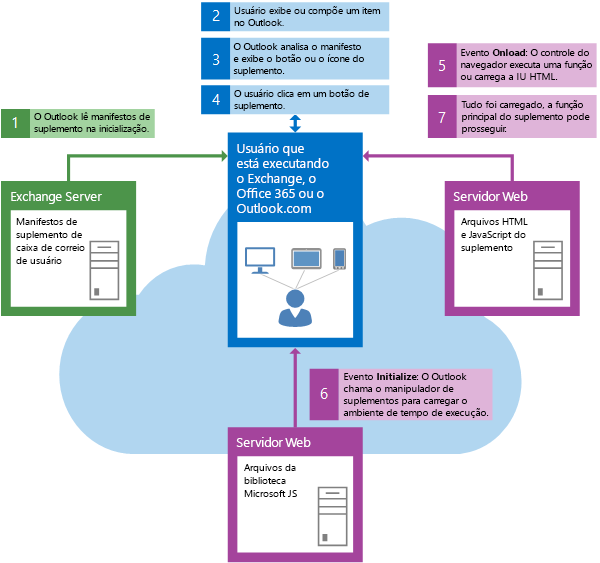 2
Usuário exibe ou compõe um item
no Outlook.
3
O Outlook analisa o manifesto
e exibe o botão ou o ícone do
suplemento.
4
O usuário clica em um botão de
suplemento.
5
Evento Onload: O controle do
navegador executa uma função
ou carrega a IU HTML.
7
Tudo foi carregado, a função
principal do suplemento pode
prosseguir.
1
O Outlook lê manifestos de
suplemento na inicialização.
Usuário que
está executando
o Exchange, o
Office 365 ou o
Outlook.com
Exchange Server
Manifestos de
suplemento de
caixa de correio
de usuário
Servidor Web
Arquivos HTML
e JavaScript do
suplemento
6
Evento Initialize: O Outlook
chama o manipulador de
suplementos para carregar o
ambiente de tempo de execução.
Servidor Web
Arquivos da
biblioteca
Microsoft JS